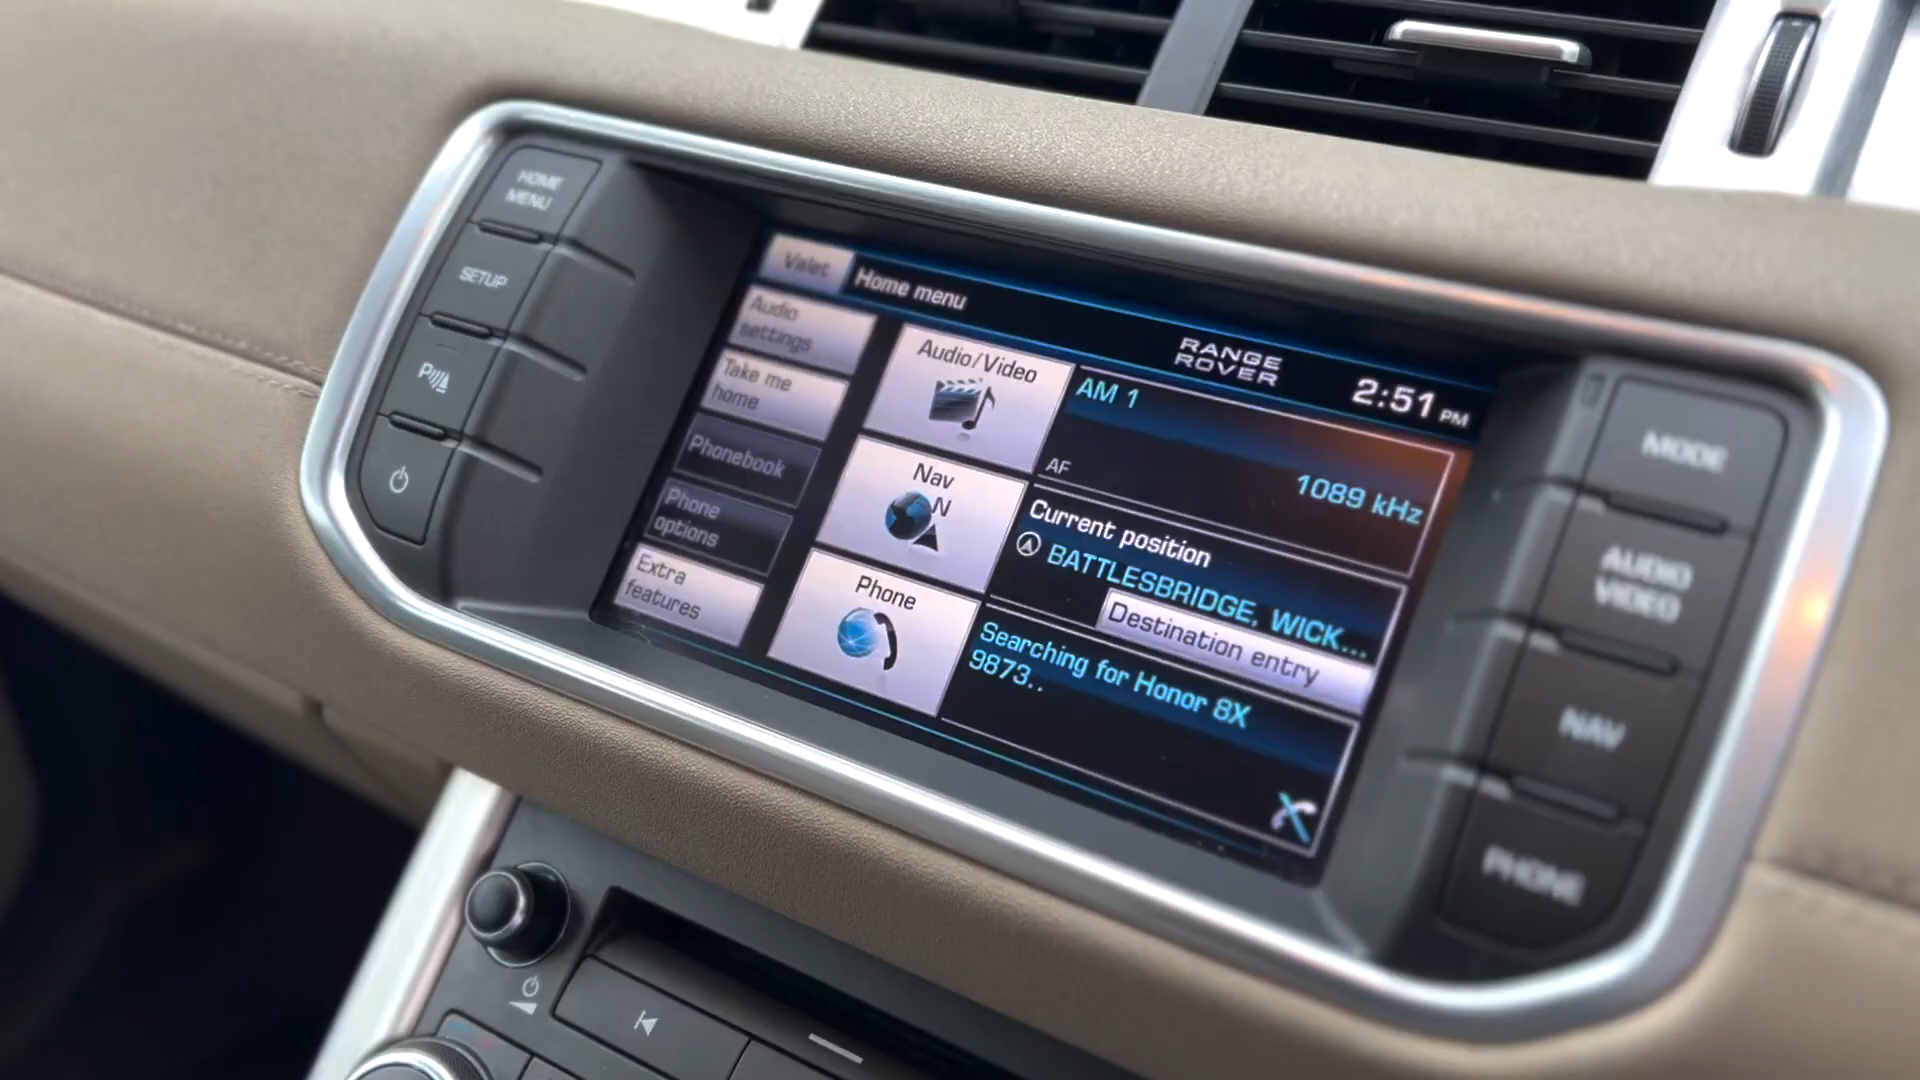 HOME
MENU
SETUP
P
Valet
Home menu
RANGE
ROVER
2:51 PM
Audio
settings
Take me
home
Phonebook
Phone
options
Extra
features
Audio/Video
AM 1
AF
1089 kHz
Nav
N
Current position
BATTLESBRIDGE, WICK...
Destination entry
Phone
Searching for Honor 8X
9873..
MODE
AUDIO
VIDEO
NAV
PHONE